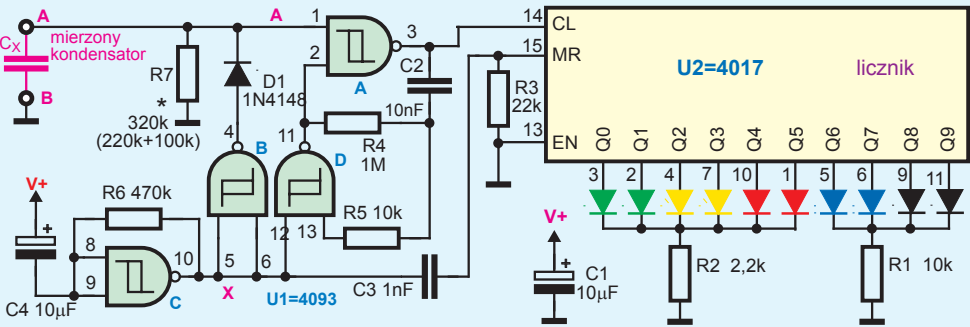 A
CX
mierzony
kondensator
B
A
R7
*
320k
(220k+100k)
D1
1N4148
1
2
3
A
C2
10nF
R4
1M
4
B
11
D
R5 10k
12
13
5
6
X
U1=4093
C3 1nF
V+
R6 470k
+
8
9
10
C
C4 10µF
14
CL
15
MR
U2=4017
licznik
R3
22k
13
EN
Q0
Q1
Q2
Q3
Q4
Q5
Q6
Q7
Q8
Q9
3
2
4
7
10
1
5
6
9
11
V+
+
C1
10µF
R2 2,2k
R1 10k